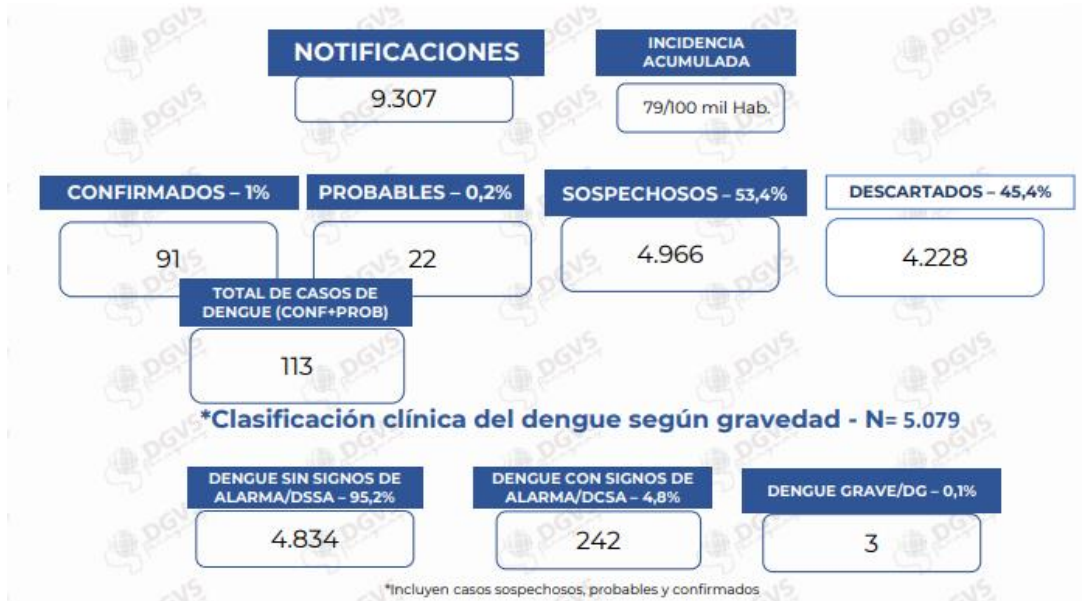 NOTIFICACIONES
9.307
INCIDENCIA
ACUMULADA
79/100 mil Hab.
CONFIRMADOS – 1%
91
PROBABLES – 0,2%
22
SOSPECHOSOS – 53,4%
4.966
DESCARTADOS – 45,4%
4.228
TOTAL DE CASOS DE
DENGUE (CONF+PROB)
113
*Clasificación clínica del dengue según gravedad - N= 5.079
DENGUE SIN SIGNOS DE
ALARMA/DSSA – 95,2%
4.834
DENGUE CON SIGNOS DE
ALARMA/DCSA – 4,8%
242
DENGUE GRAVE/DG – 0,1%
3
*Incluyen casos sospechosos, probables y confirmados
DGVS